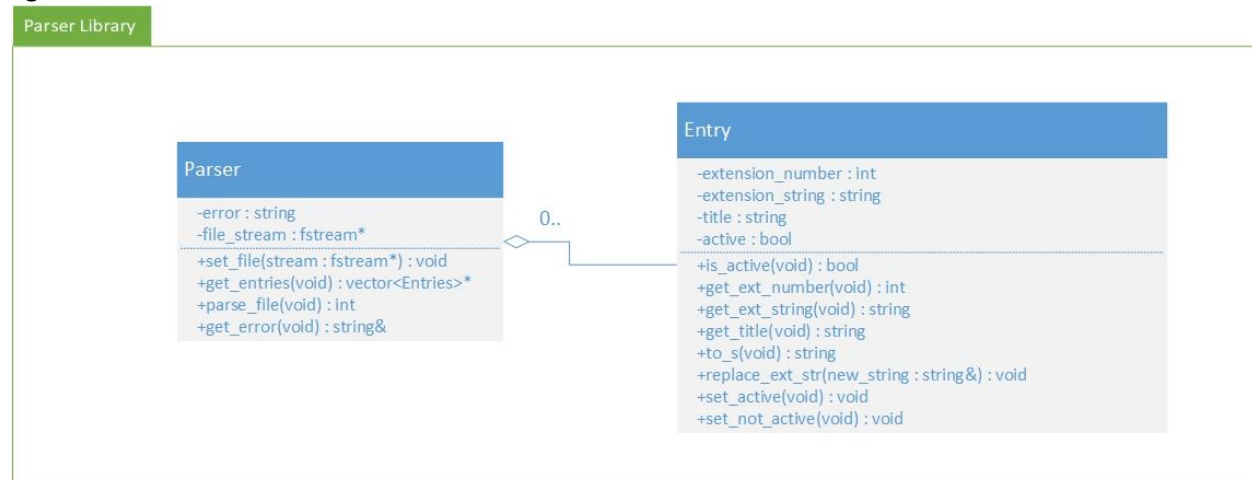 Parser Library
Parser
-error : string
-file_stream : fstream*
+set_file(stream : fstream*) : void
+get_entries(void) : vector<Entries>*
+parse_file(void) : int
+get_error(void) : string&
0..
Entry
-extension_number : int
-extension_string : string
-title : string
-active : bool
+is_active(void) : bool
+get_ext_number(void) : int
+get_ext_string(void) : string
+get_title(void) : string
+to_s(void) : string
+replace_ext_str(new_string : string&) : void
+set_active(void) : void
+set_not_active(void) : void